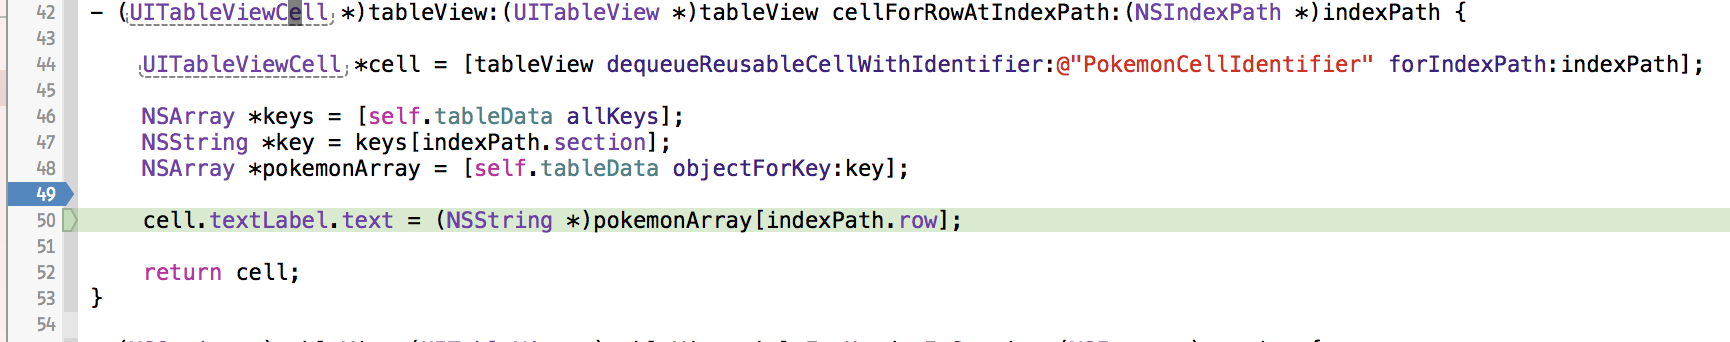 42 - (UITableViewCell *)tableView:(UITableView *)tableView cellForRowAtIndexPath:(NSIndexPath *)indexPath {
43
44 UITableViewCell *cell = [tableView dequeueReusableCellWithIdentifier:@"PokemonCellIdentifier" forIndexPath:indexPath];
45
46 NSArray *keys = [self.tableData allKeys];
47 NSString *key = keys[indexPath.section];
48 NSArray *pokemonArray = [self.tableData objectForKey:key];
49
50 cell.textLabel.text = (NSString *)pokemonArray[indexPath.row];
51
52 return cell;
53 }
54